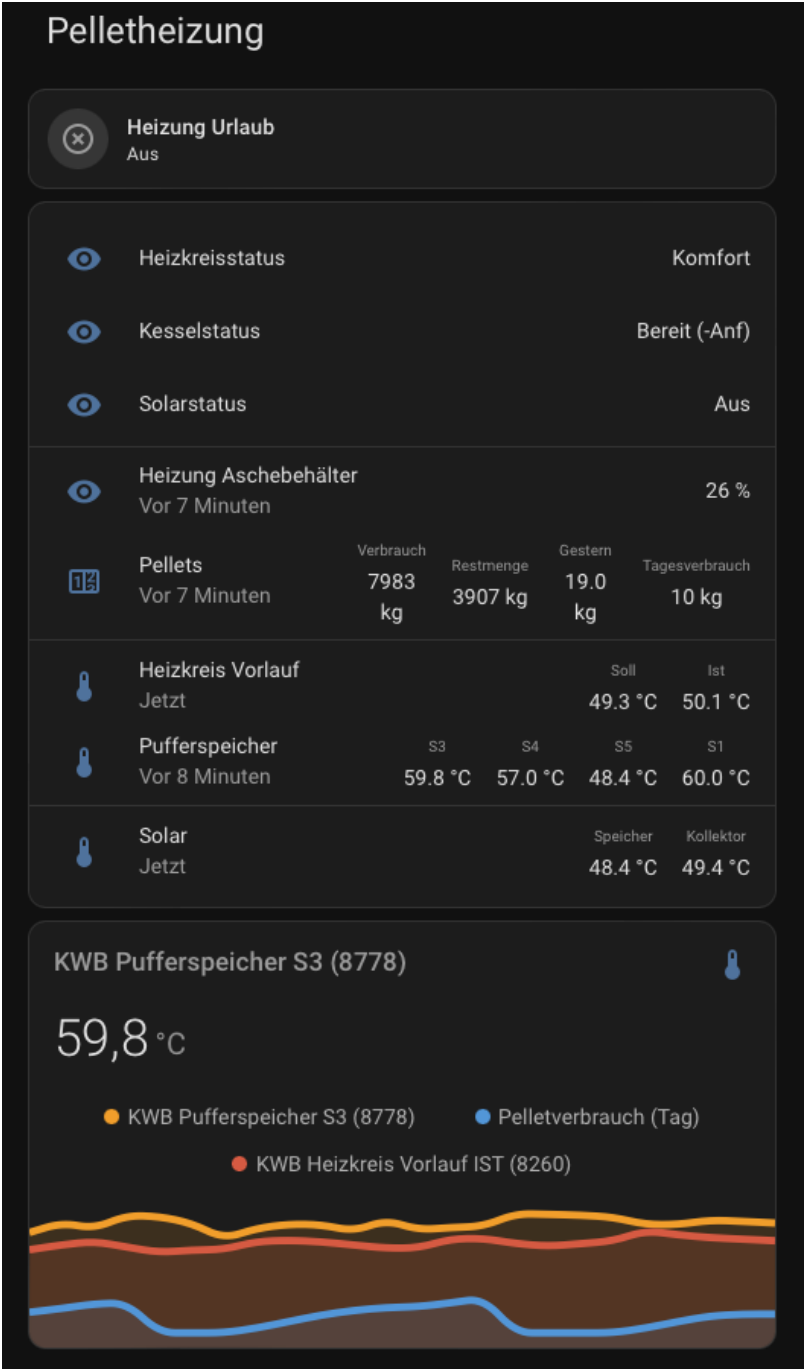 Pelletheizung
Heizung Urlaub
Aus
Heizkreisstatus Komfort
Kesselstatus Bereit (-Anf)
Solarstatus Aus
Heizung Aschebehälter
Vor 7 Minuten
26 %
Pellets
Vor 7 Minuten
Verbrauch
7983
kg
Restmenge
3907 kg
Gestern
19.0
kg
Tagesverbrauch
10 kg
Heizkreis Vorlauf
Jetzt
Soll
49.3 °C
Ist
50.1 °C
Pufferspeicher
Vor 8 Minuten
S3
59.8 °C
S4
57.0 °C
S5
48.4 °C
S1
60.0 °C
Solar
Jetzt
Speicher
48.4 °C
Kollektor
49.4 °C
KWB Pufferspeicher S3 (8778)
59,8 °C
KWB Pufferspeicher S3 (8778) Pelletverbrauch (Tag)
KWB Heizkreis Vorlauf IST (8260)